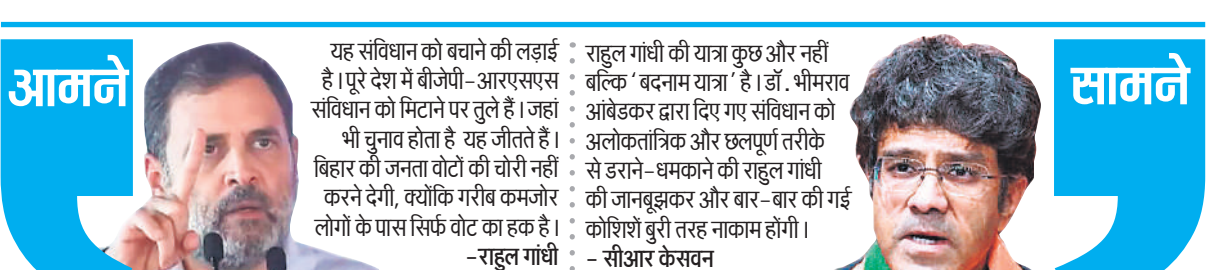 आमने
यह संविधान को बचाने की लड़ाई
है। पूरे देश में बीजेपी-आरएसएस
संविधान को मिटाने पर तुले हैं। जहां
भी चुनाव होता है यह जीतते हैं।
बिहार की जनता वोटों की चोरी नहीं
करने देगी, क्योंकि गरीब कमजोर
लोगों के पास सिर्फ वोट का हक है।
-राहुल गांधी
राहुल गांधी की यात्रा कुछ और नहीं
बल्कि ‘बदनाम यात्रा’ है। डॉ. भीमराव
आंबेडकर द्वारा दिए गए संविधान को
अलोकतांत्रिक और छलपूर्ण तरीके
से डराने-धमकाने की राहुल गांधी
की जानबूझकर और बार-बार की गई
कोशिशें बुरी तरह नाकाम होंगी।
- सीआर केसवन
सामने